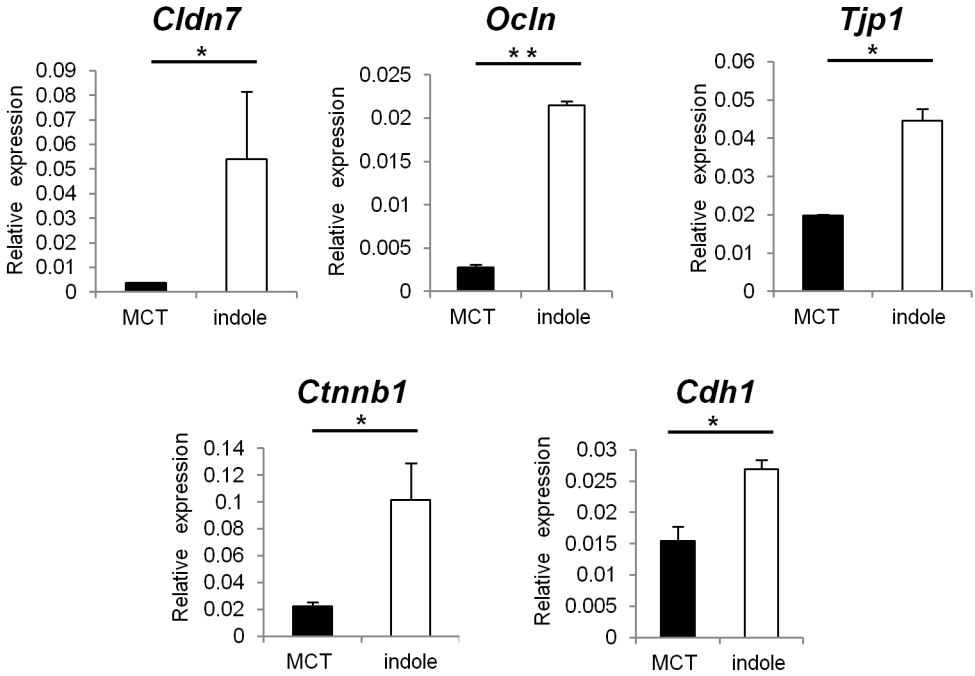 Cldn7
*
Relative expression
0.09
0.08
0.07
0.06
0.05
0.04
0.03
0.02
0.01
0
MCT indole
Ocln
* *
Relative expression
0.025
0.02
0.015
0.01
0.005
0
MCT indole
Tjp1
*
Relative expression
0.06
0.05
0.04
0.03
0.02
0.01
0
MCT indole
Ctnnb1
*
Relative expression
0.14
0.12
0.1
0.08
0.06
0.04
0.02
0
MCT indole
Cdh1
*
Relative expression
0.03
0.025
0.02
0.015
0.01
0.005
0
MCT indole